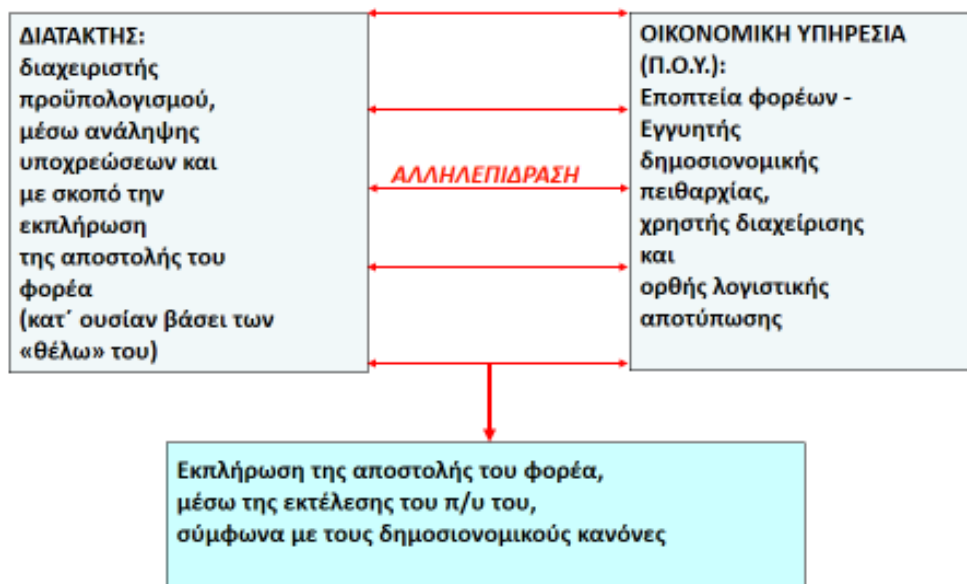 ΔΙΑΤΑΚΤΗΣ:
διαχειριστής
προϋπολογισμού,
μέσω ανάληψης
υποχρεώσεων και
με σκοπό την
εκπλήρωση
της αποστολής του
φορέα
(κατ΄ ουσίαν βάσει των
«θέλω» του)
ΑΛΛΗΛΕΠΙΔΡΑΣΗ
ΟΙΚΟΝΟΜΙΚΗ ΥΠΗΡΕΣΙΑ
(Π.Ο.Υ.):
Εποπτεία φορέων -
Εγγυητής
δημοσιονομικής
πειθαρχίας,
χρηστής διαχείρισης
και
ορθής λογιστικής
αποτύπωσης
Εκπλήρωση της αποστολής του φορέα,
μέσω της εκτέλεσης του π/υ του,
σύμφωνα με τους δημοσιονομικούς κανόνες